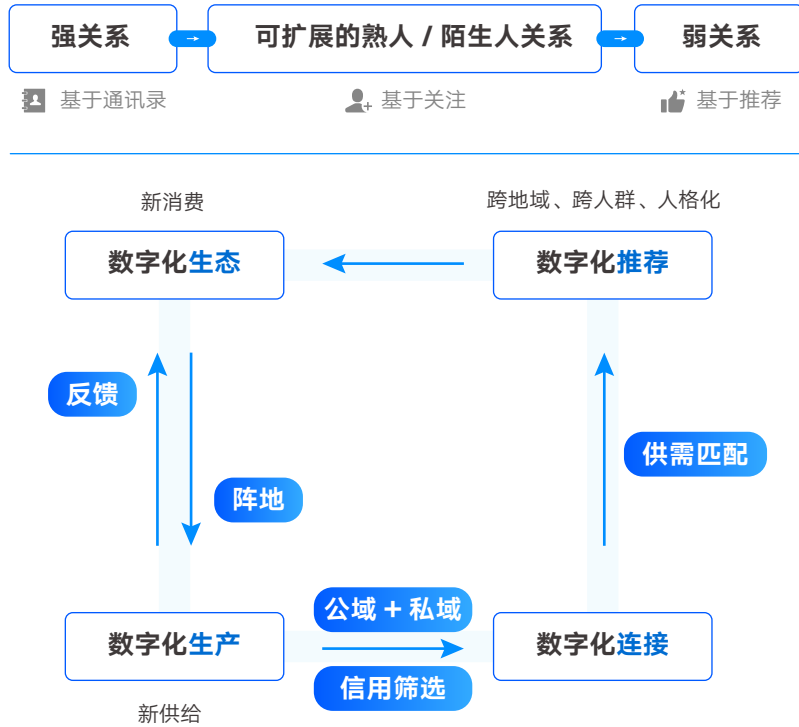 强关系 → 可扩展的熟人 / 陌生人关系 → 弱关系
基于通讯录 基于关注 基于推荐
新消费 跨地域、跨人群、人格化
数字化生态 数字化推荐
反馈
供需匹配
阵地
公域 + 私域
数字化生产 数字化连接
信用筛选
新供给